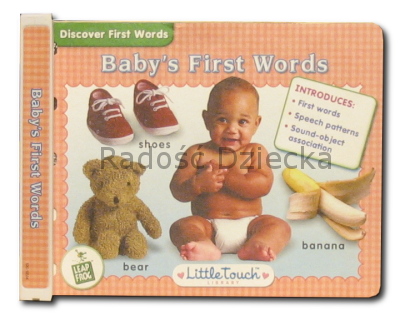 Discover First Words
Baby's First Words
Baby's First Words
INTRODUCES:
• First words
• Speech patterns
• Sound-object
association
shoes
Radość Dziecka
bear
banana
LEAP
FROG
LittleTouch™
LIBRARY